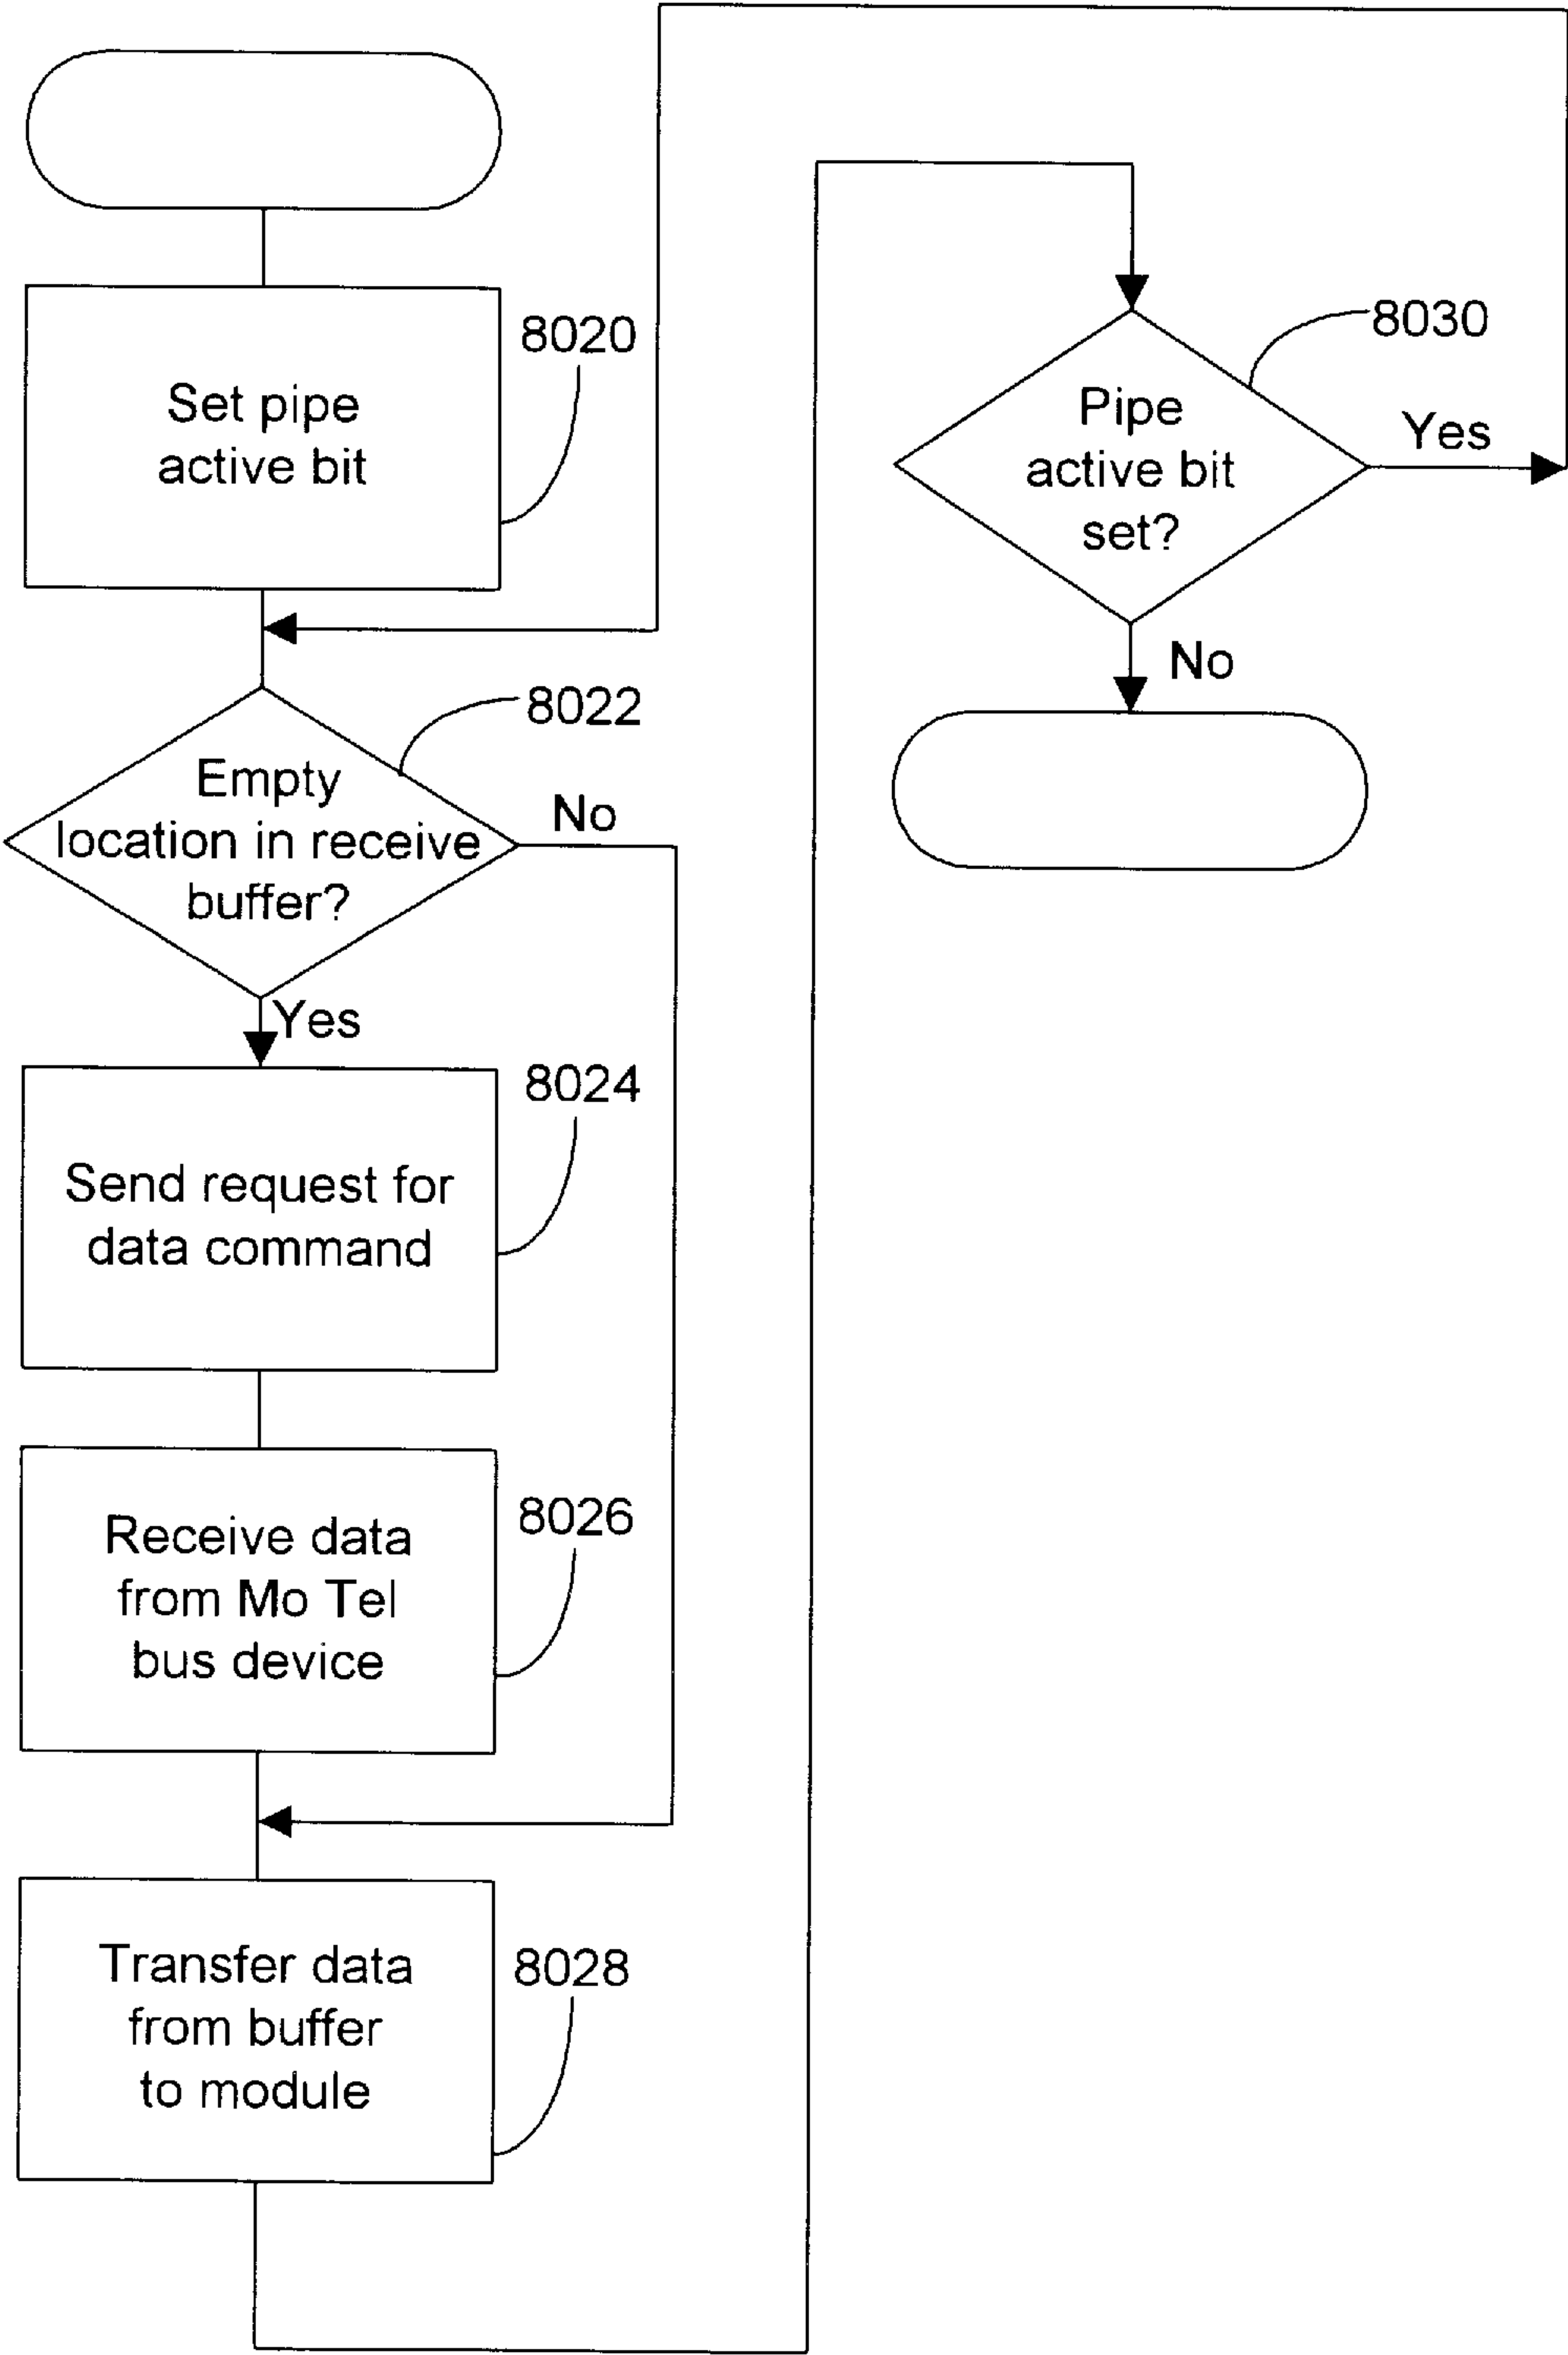 8020
Set pipe
active bit
8022
Empty
location in receive
buffer?
No
Yes
8024
Send request for
data command
8026
Receive data
from Mo Tel
bus device
8028
Transfer data
from buffer
to module
8030
Pipe
active bit
set?
Yes
No